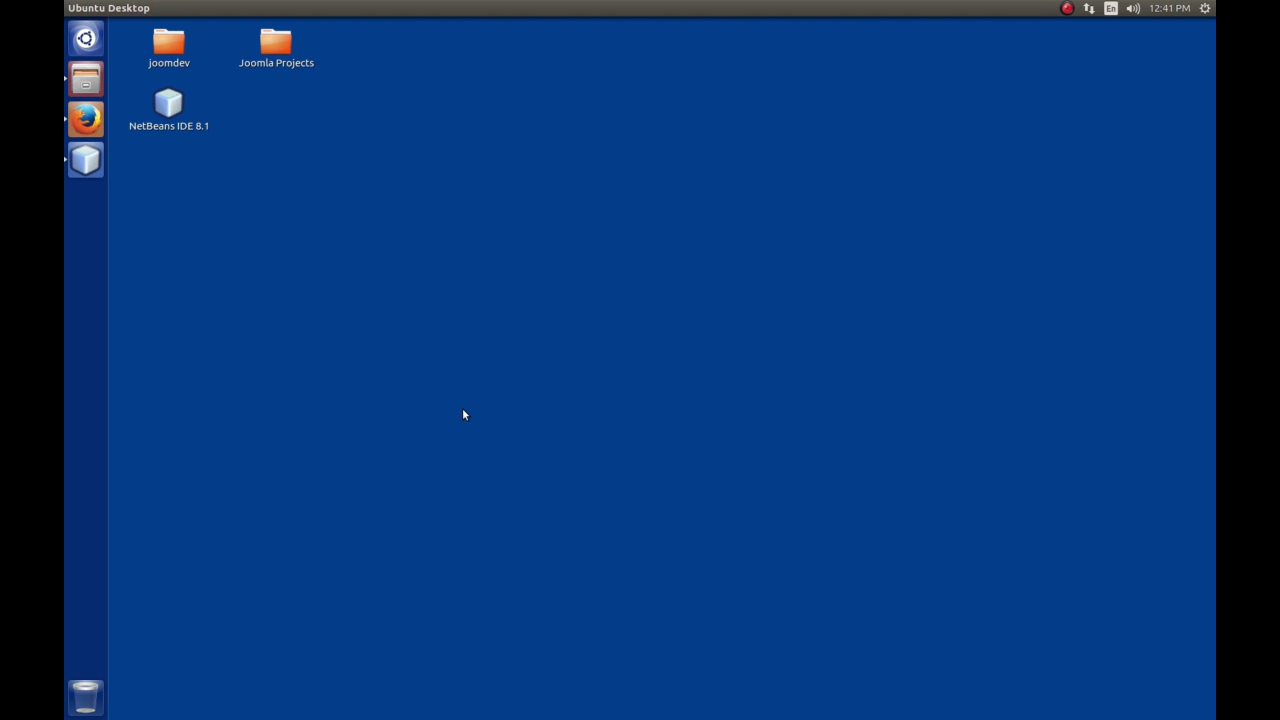 Ubuntu Desktop
En
12:41 PM
joomdev
Joomla Projects
NetBeans IDE 8.1